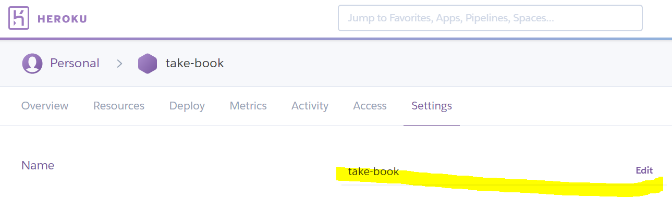 HEROKU
Jump to Favorites, Apps, Pipelines, Spaces...
Personal > take-book
Overview Resources Deploy Metrics Activity Access Settings
Name take-book Edit